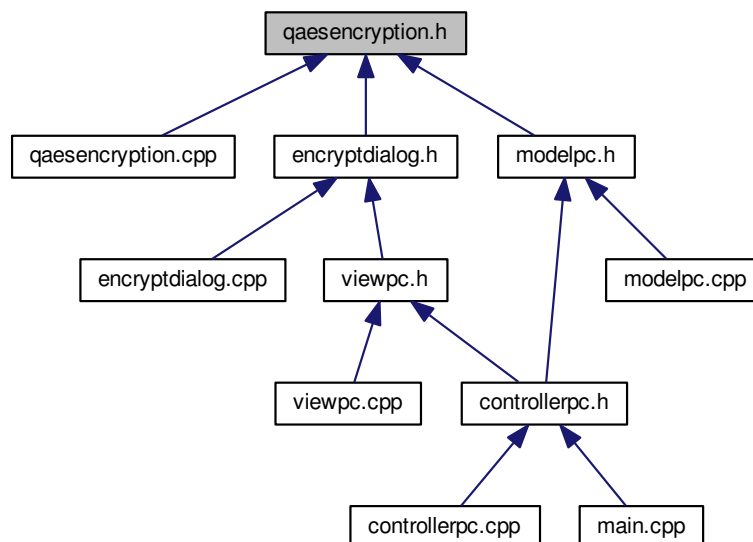 qaesencryption.h
qaesencryption.cpp
encryptdialog.h
modelpc.h
encryptdialog.cpp
viewpc.h
modelpc.cpp
viewpc.cpp
controllerpc.h
controllerpc.cpp
main.cpp